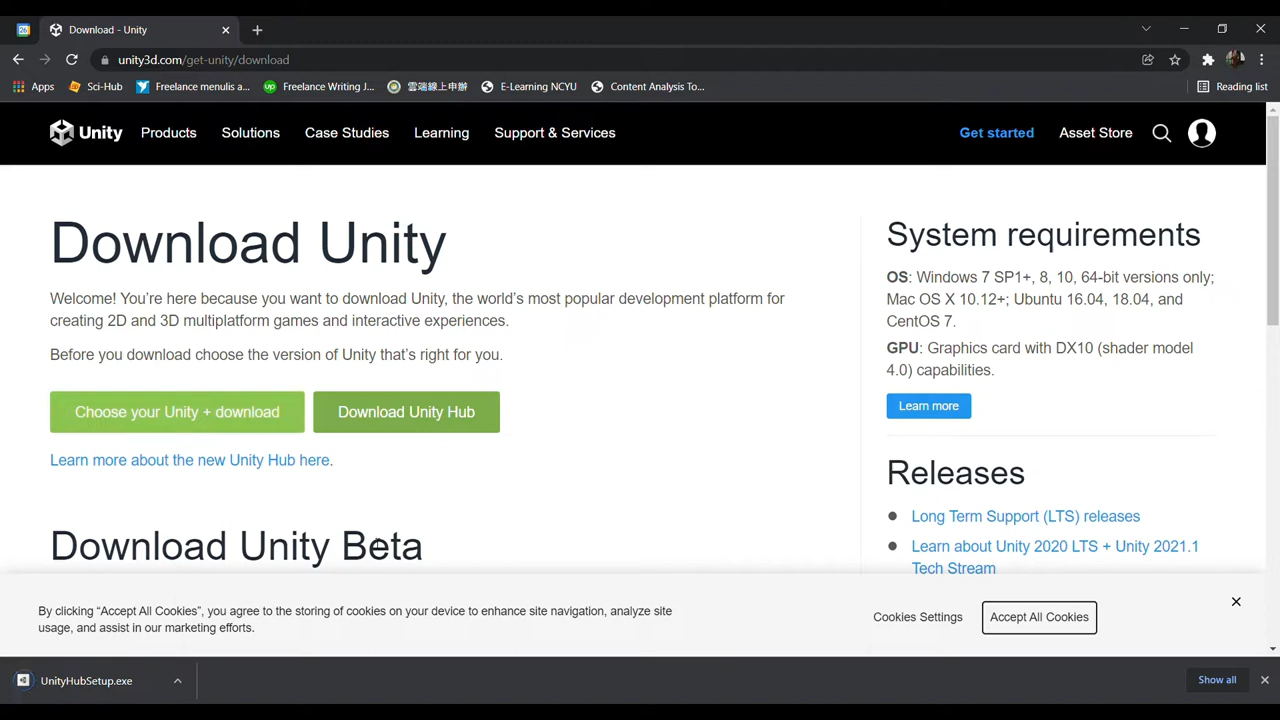 26
Download - Unity
unity3d.com/get-unity/download
Apps
Sci-Hub
Freelance menulis a...
up
Freelance Writing J...
雲端線上申辦
E-Learning NCYU
Content Analysis To...
Reading list
Unity
Products
Solutions
Case Studies
Learning
Support & Services
Get started
Asset Store
Download Unity
Welcome! You're here because you want to download Unity, the world's most popular development platform for
creating 2D and 3D multiplatform games and interactive experiences.
Before you download choose the version of Unity that's right for you.
Choose your Unity + download
Download Unity Hub
Learn more about the new Unity Hub here.
Download Unity Beta
System requirements
OS: Windows 7 SP1+, 8, 10, 64-bit versions only;
Mac OS X 10.12+; Ubuntu 16.04, 18.04, and
CentOS 7.
GPU: Graphics card with DX10 (shader model
4.0) capabilities.
Learn more
Releases
Long Term Support (LTS) releases
Learn about Unity 2020 LTS + Unity 2021.1
Tech Stream
By clicking “Accept All Cookies”, you agree to the storing of cookies on your device to enhance site navigation, analyze site
usage, and assist in our marketing efforts.
Cookies Settings
Accept All Cookies
UnityHubSetup.exe
Show all